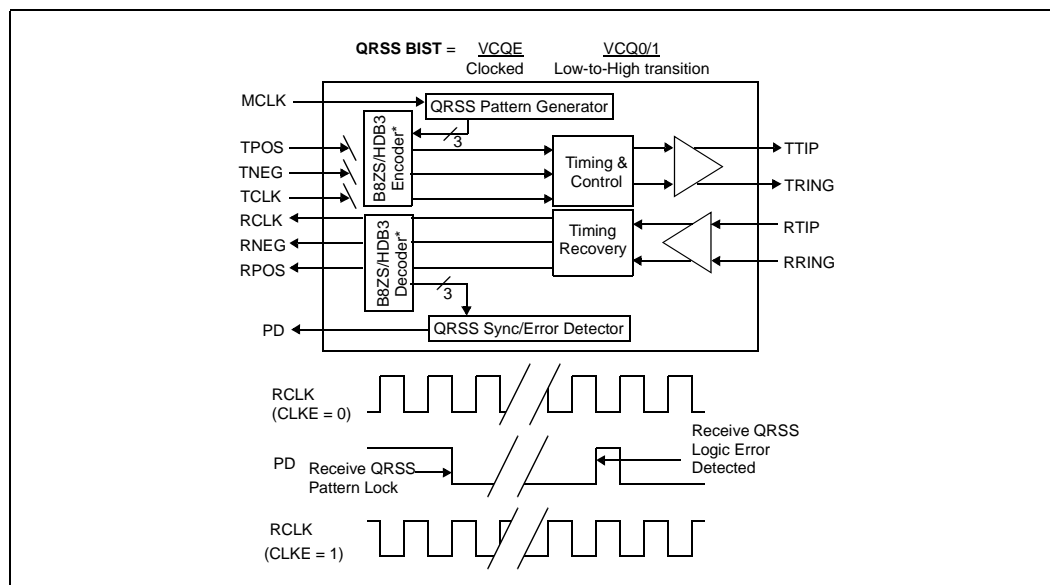 QRSS BIST = VCQE VCQ0/1
Clocked Low-to-High transition
MCLK
QRSS Pattern Generator
3
TPOS
TNEG
TCLK
B8ZS/HDB3
Encoder*
Timing &
Control
TTIP
TRING
RCLK
RNEG
RPOS
B8ZS/HDB3
Decoder*
Timing
Recovery
RTIP
RRING
3
PD
QRSS Sync/Error Detector
RCLK
(CLKE = 0)
PD
Receive QRSS
Pattern Lock
Receive QRSS
Logic Error
Detected
RCLK
(CLKE = 1)